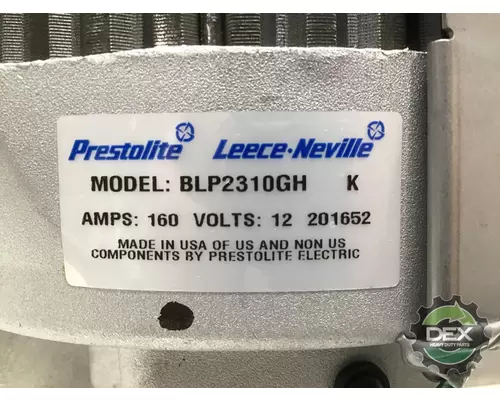 Prestolite Leece-Neville
MODEL: BLP2310GH K
AMPS: 160 VOLTS: 12 201652
MADE IN USA OF US AND NON US
COMPONENTS BY PRESTOLITE ELECTRIC
DEX
HEAVY DUTY PARTS